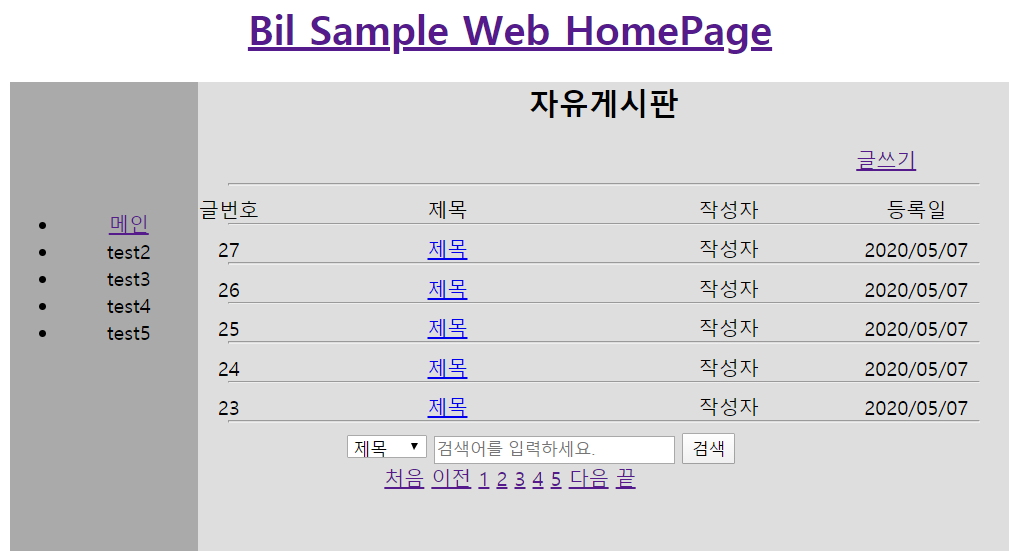 Bil Sample Web HomePage
메인
test2
test3
test4
test5
자유게시판
글쓰기
글번호 제목 작성자 등록일
27 제목 작성자 2020/05/07
26 제목 작성자 2020/05/07
25 제목 작성자 2020/05/07
24 제목 작성자 2020/05/07
23 제목 작성자 2020/05/07
제목 검색어를 입력하세요. 검색
처음 이전 1 2 3 4 5 다음 끝